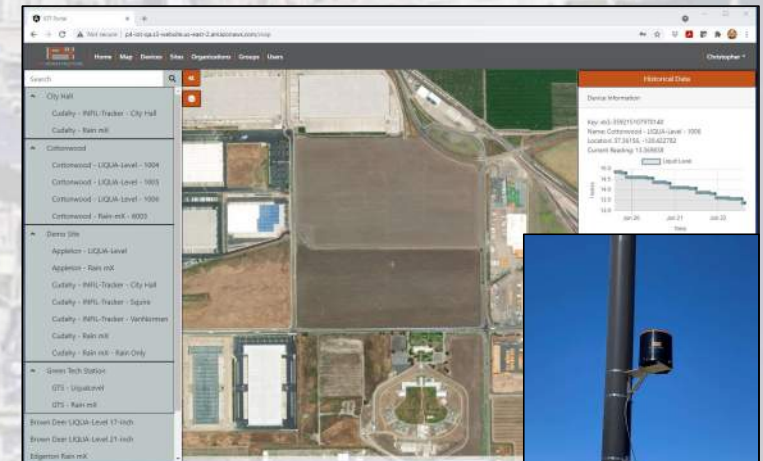 Not secure
Home Map Devices Sites Organizations Groups Users
Christopher
Search
Historical Data
City Hall
Device Information
Cudahy - INFIL-Tracker - City Hall
Cudahy - Rain mX
Cottonwood
Name: Cottonwood - LIQUA-Level - 1006
Cottonwood - LIQUA-Level - 1004
Cottonwood - LIQUA-Level - 1005
Liquid Level
Cottonwood - LIQUA-Level - 1006
Cottonwood - Rain-mX - 6003
Demo Site
Jan 20 Jan 21 Jan 22
Appleton - LIQUA-Level
Appleton - Rain mX
Cudahy - INFIL-Tracker - City Hall
Cudahy - INFIL-Tracker - Squire
Cudahy - INFIL-Tracker - VanNorman
Cudahy - Rain mX
Cudahy - Rain mX - Rain Only
Green Tech Station
GTS - LiquaLevel
GTS - Rain mX
Brown Deer LIQUA-Level 17-inch
Brown Deer LIQUA-Level 21-inch
Edgerton Rain mX